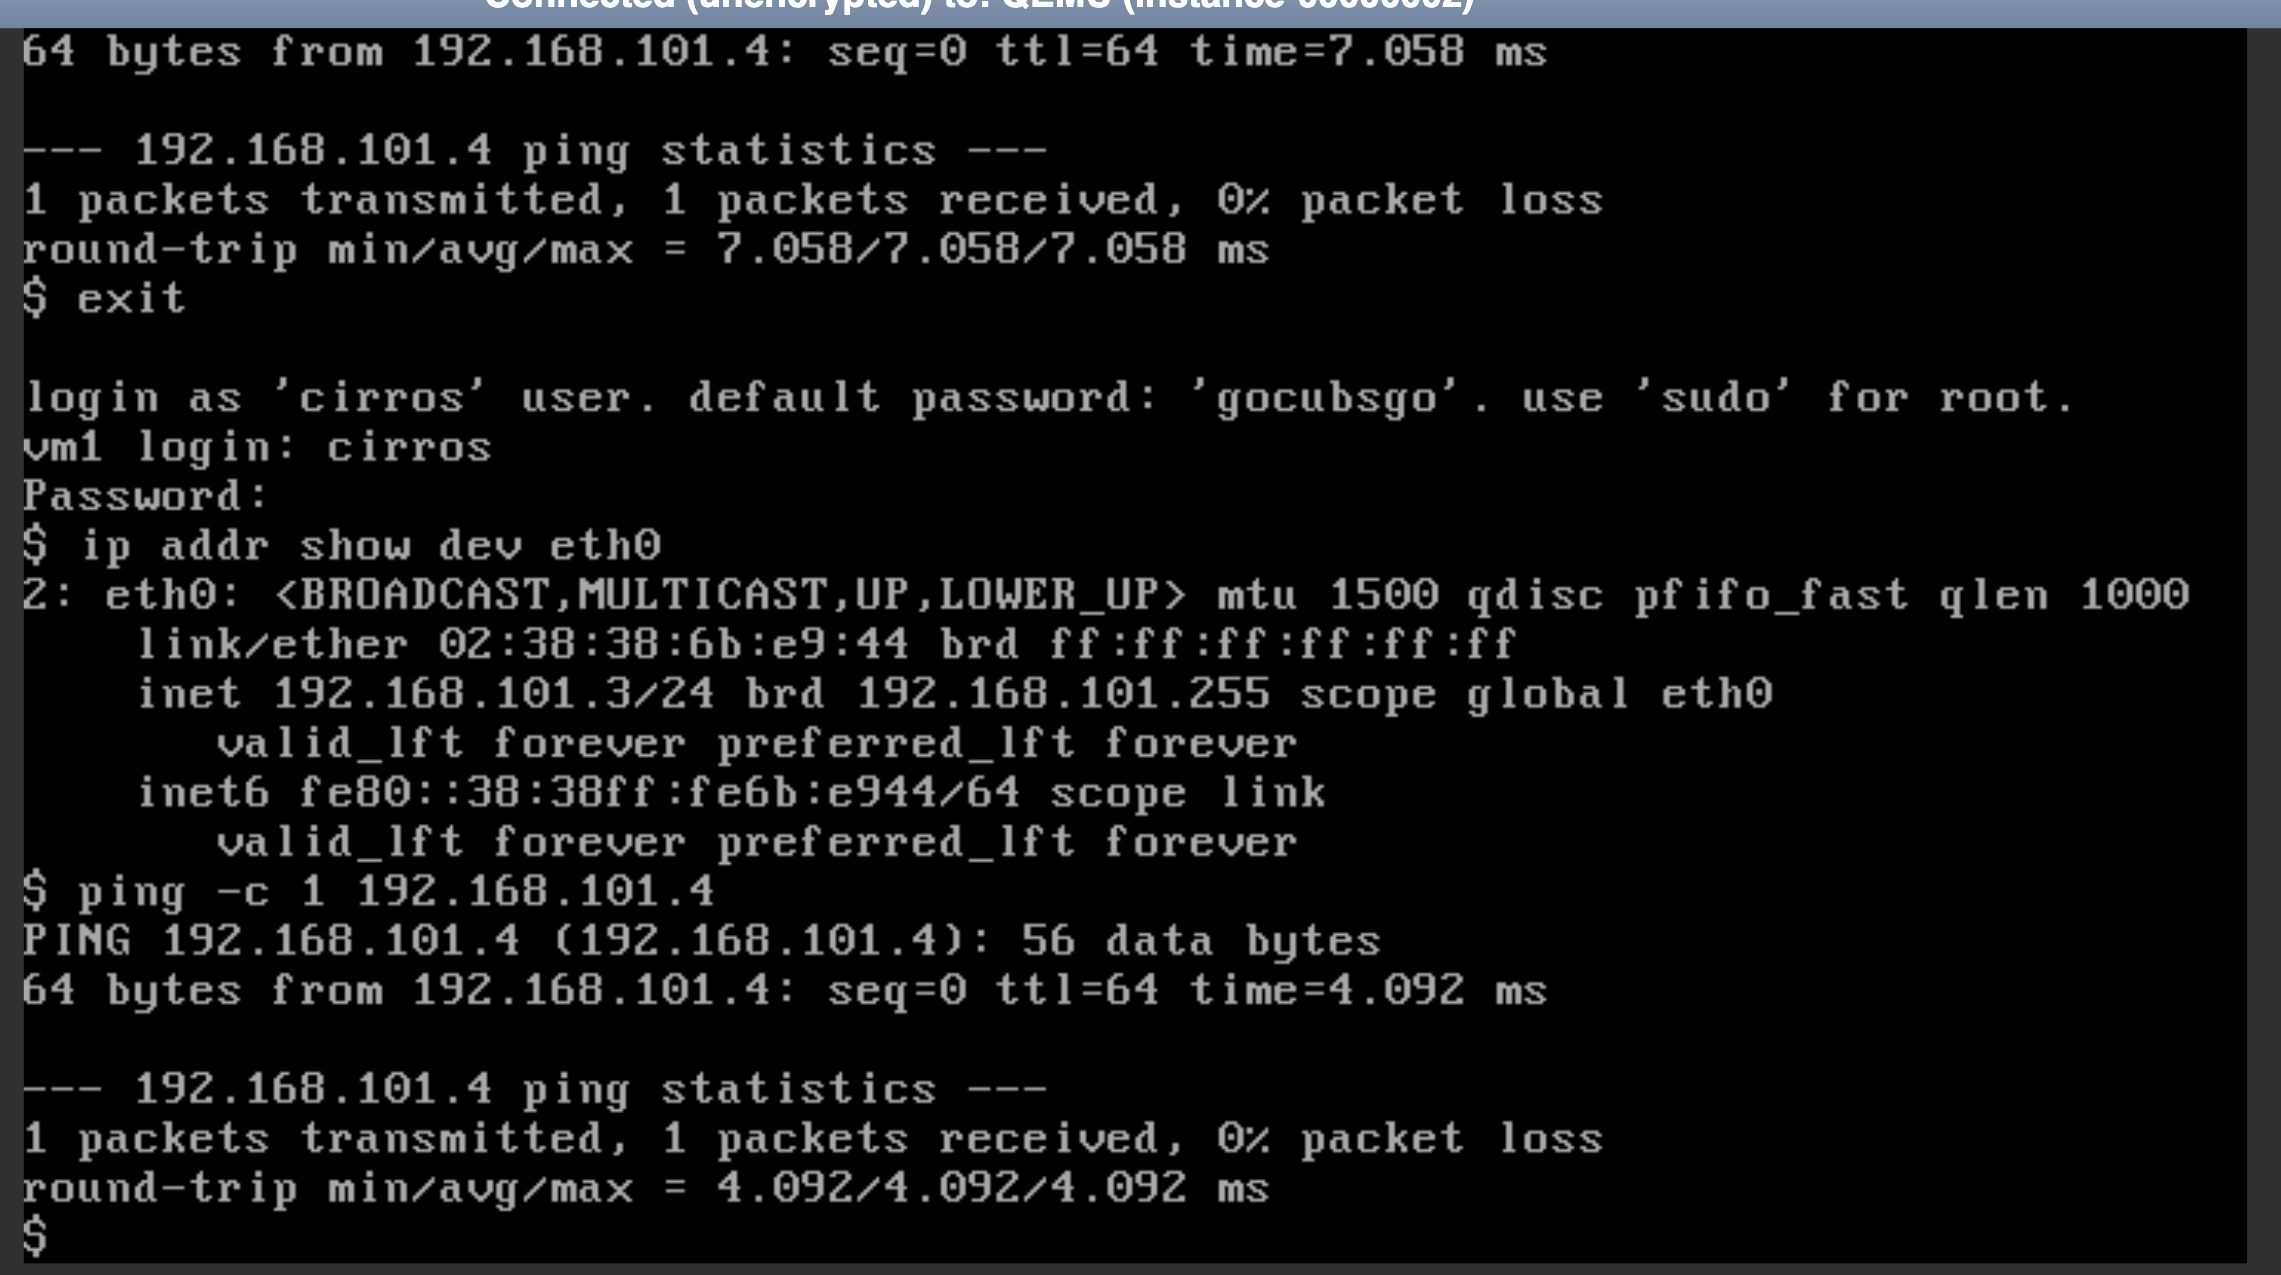 Connected (unencrypted) to: QEMU (instance-00000002)
64 bytes from 192.168.101.4: seq=0 ttl=64 time=7.058 ms
--- 192.168.101.4 ping statistics ---
1 packets transmitted, 1 packets received, 0% packet loss
round-trip min/avg/max = 7.058/7.058/7.058 ms
$ exit
login as 'cirros' user. default password: 'gocubsgo'. use 'sudo' for root.
vm1 login: cirros
Password:
$ ip addr show dev eth0
2: eth0: <BROADCAST,MULTICAST,UP,LOWER_UP> mtu 1500 qdisc pfifo_fast qlen 1000
link/ether 02:38:38:6b:e9:44 brd ff:ff:ff:ff:ff:ff
inet 192.168.101.3/24 brd 192.168.101.255 scope global eth0
valid_lft forever preferred_lft forever
inet6 fe80::38:38ff:fe6b:e944/64 scope link
valid_lft forever preferred_lft forever
$ ping -c 1 192.168.101.4
PING 192.168.101.4 (192.168.101.4): 56 data bytes
64 bytes from 192.168.101.4: seq=0 ttl=64 time=4.092 ms
--- 192.168.101.4 ping statistics ---
1 packets transmitted, 1 packets received, 0% packet loss
round-trip min/avg/max = 4.092/4.092/4.092 ms
$